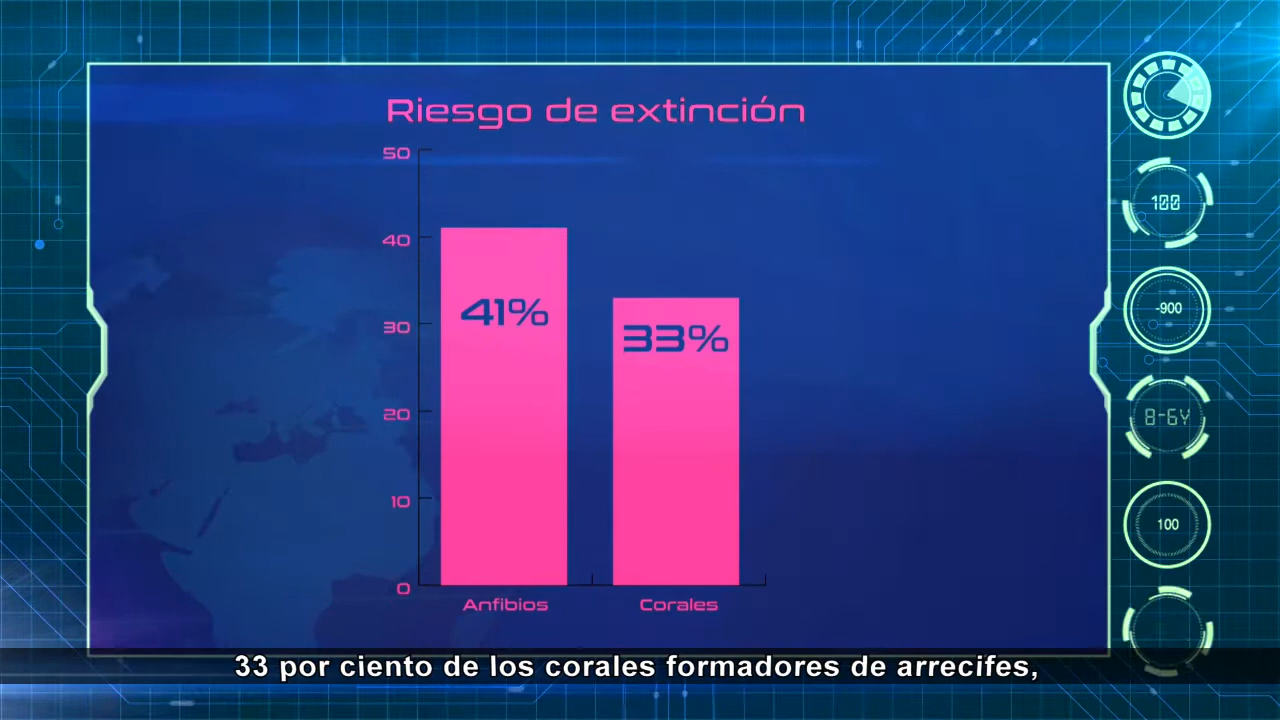 Riesgo de extinción
50
40
30
20
10
0
41%
33%
Anfibios
Corales
100
-900
8-6Y
100
33 por ciento de los corales formadores de arrecifes,